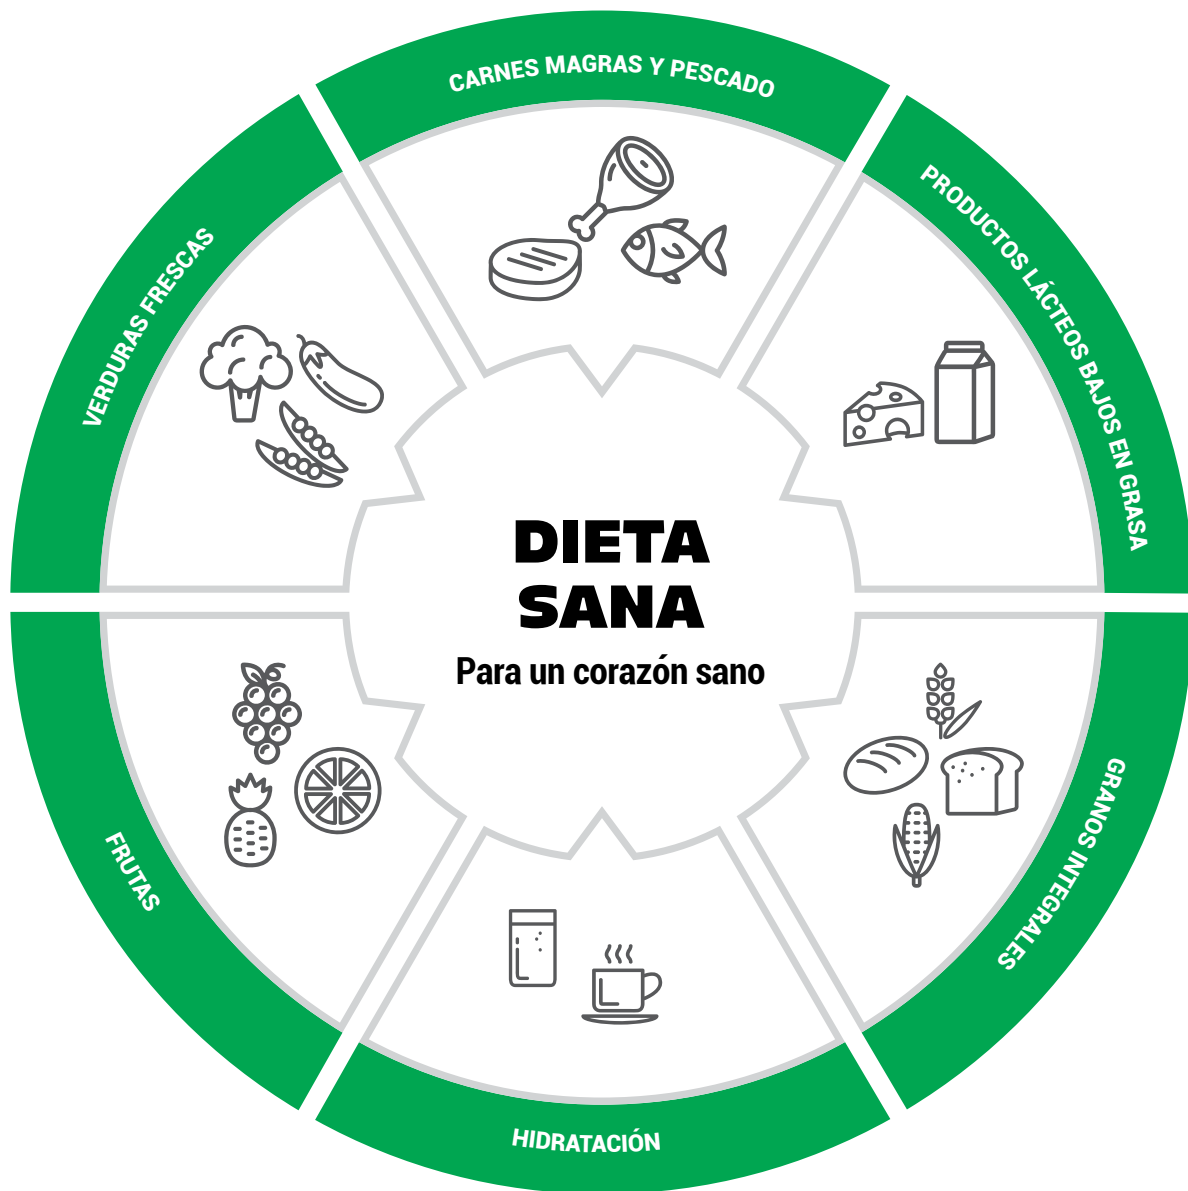 CARNES MAGRAS Y PESCADO
PRODUCTOS LÁCTEOS BAJOS EN GRASA
GRANOS INTEGRALES
HIDRATACIÓN
FRUTAS
VERDURAS FRESCAS
DIETA
SANA
Para un corazón sano